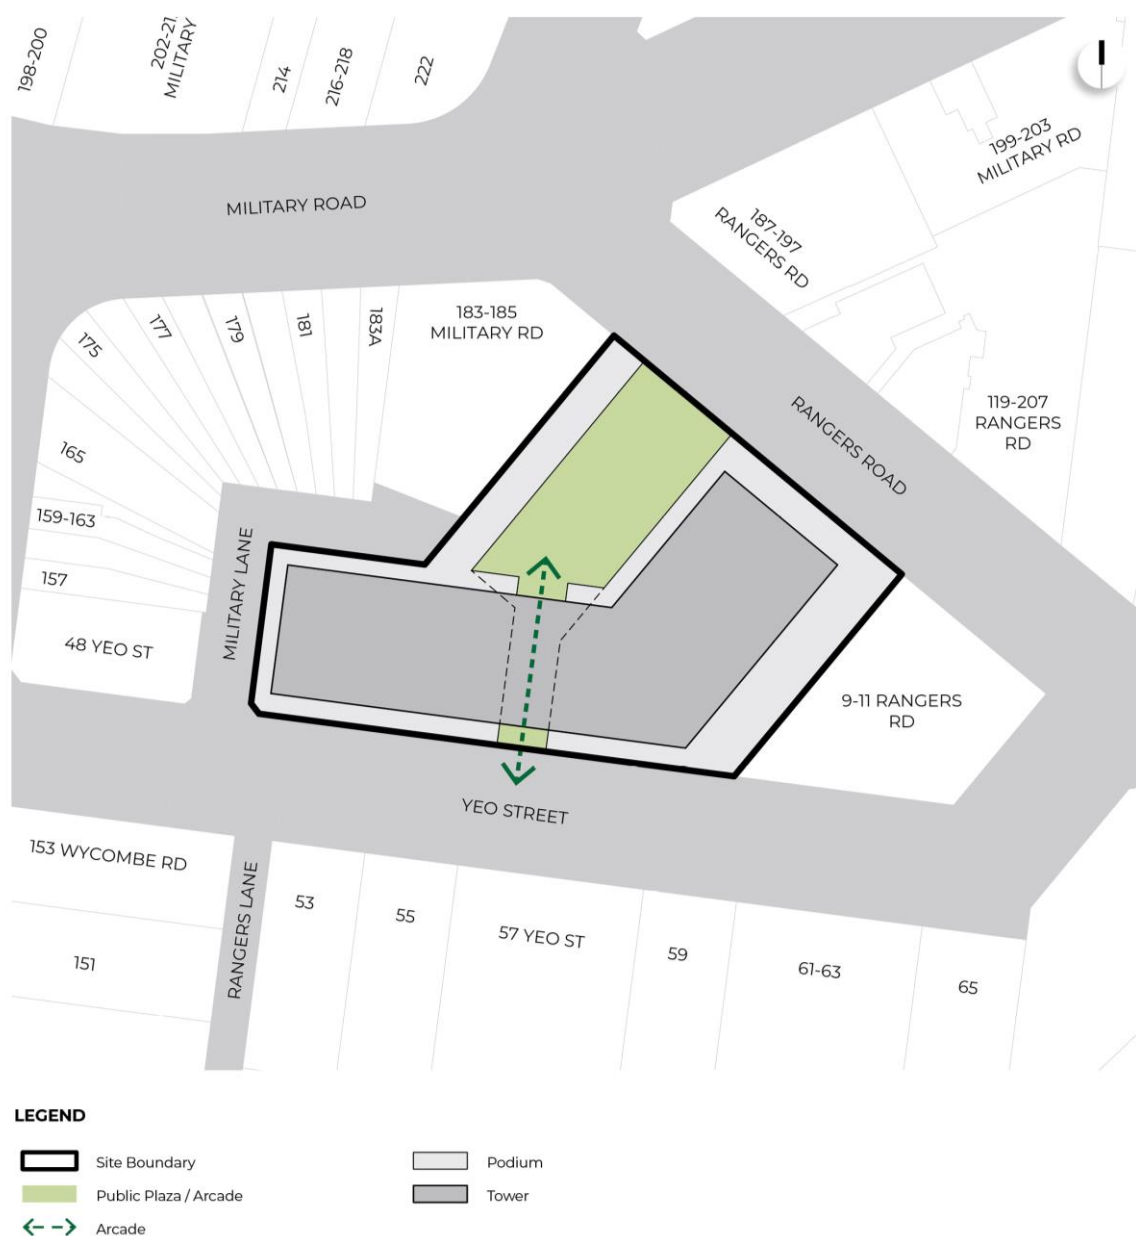 198-200
202-21
MILITARY
214
216-218
222
199-203
MILITARY RD
MILITARY ROAD
187-197
RANGERS RD
183-185
MILITARY RD
175
177
179
181
183A
119-207
RANGERS
RD
RANGERS ROAD
165
159-163
157
48 YEO ST
MILITARY LANE
9-11 RANGERS
RD
YEO STREET
153 WYCOMBE RD
151
RANGERS LANE
53
55
57 YEO ST
59
61-63
65
LEGEND
Site Boundary
Public Plaza / Arcade
Arcade
Podium
Tower